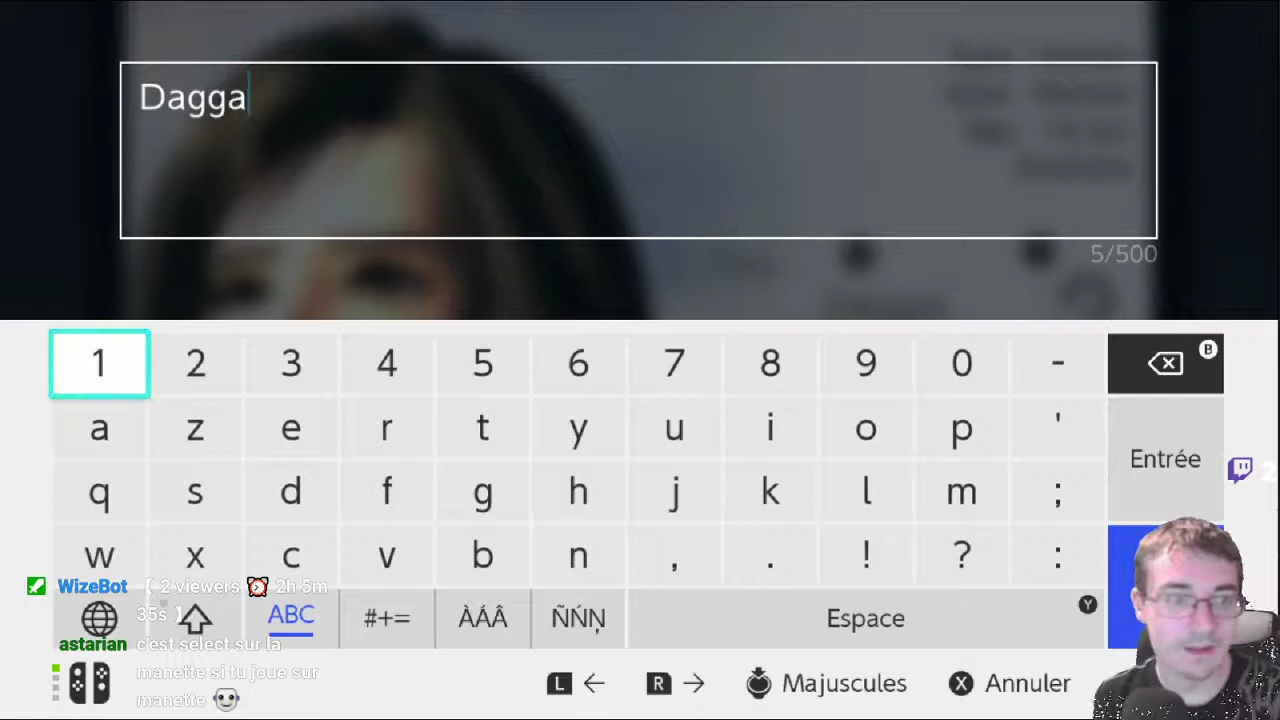 Dagga
5/500
1 2 3 4 5 6 7 8 9 0 - B
a z e r t y u i o p '
Entrée
q s d f g h j k l m ;
w x c v b n , . ! ? :
WizeBot 【 2 viewers ⏰ 2h 5m
35s 】
ABC #+= ÀÁÂ ÑŃŅ Espace Y
astarian c'est select sur la
manette si tu joue sur
manette
L ← R → Majuscules X Annuler